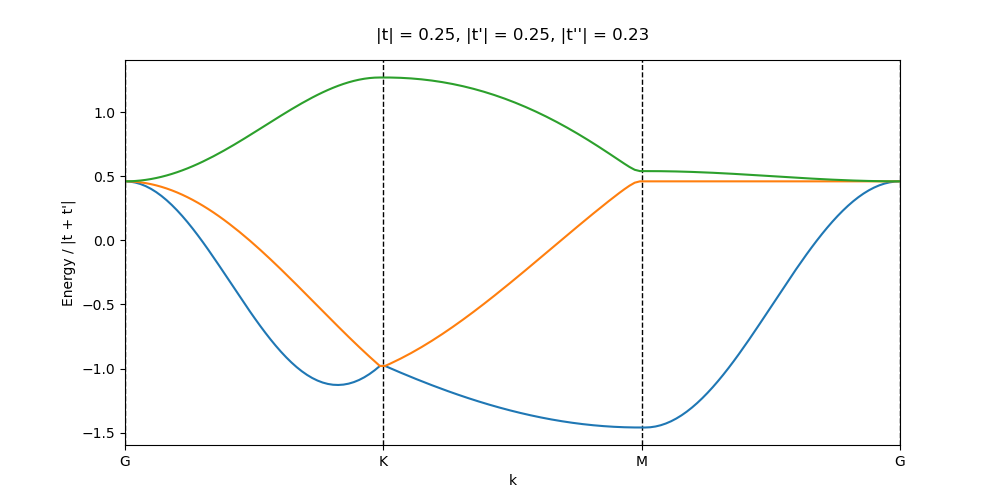 |t| = 0.25, |t'| = 0.25, |t''| = 0.23
Energy / |t + t'|
1.0
0.5
0.0
−0.5
−1.0
−1.5
G K M G
k